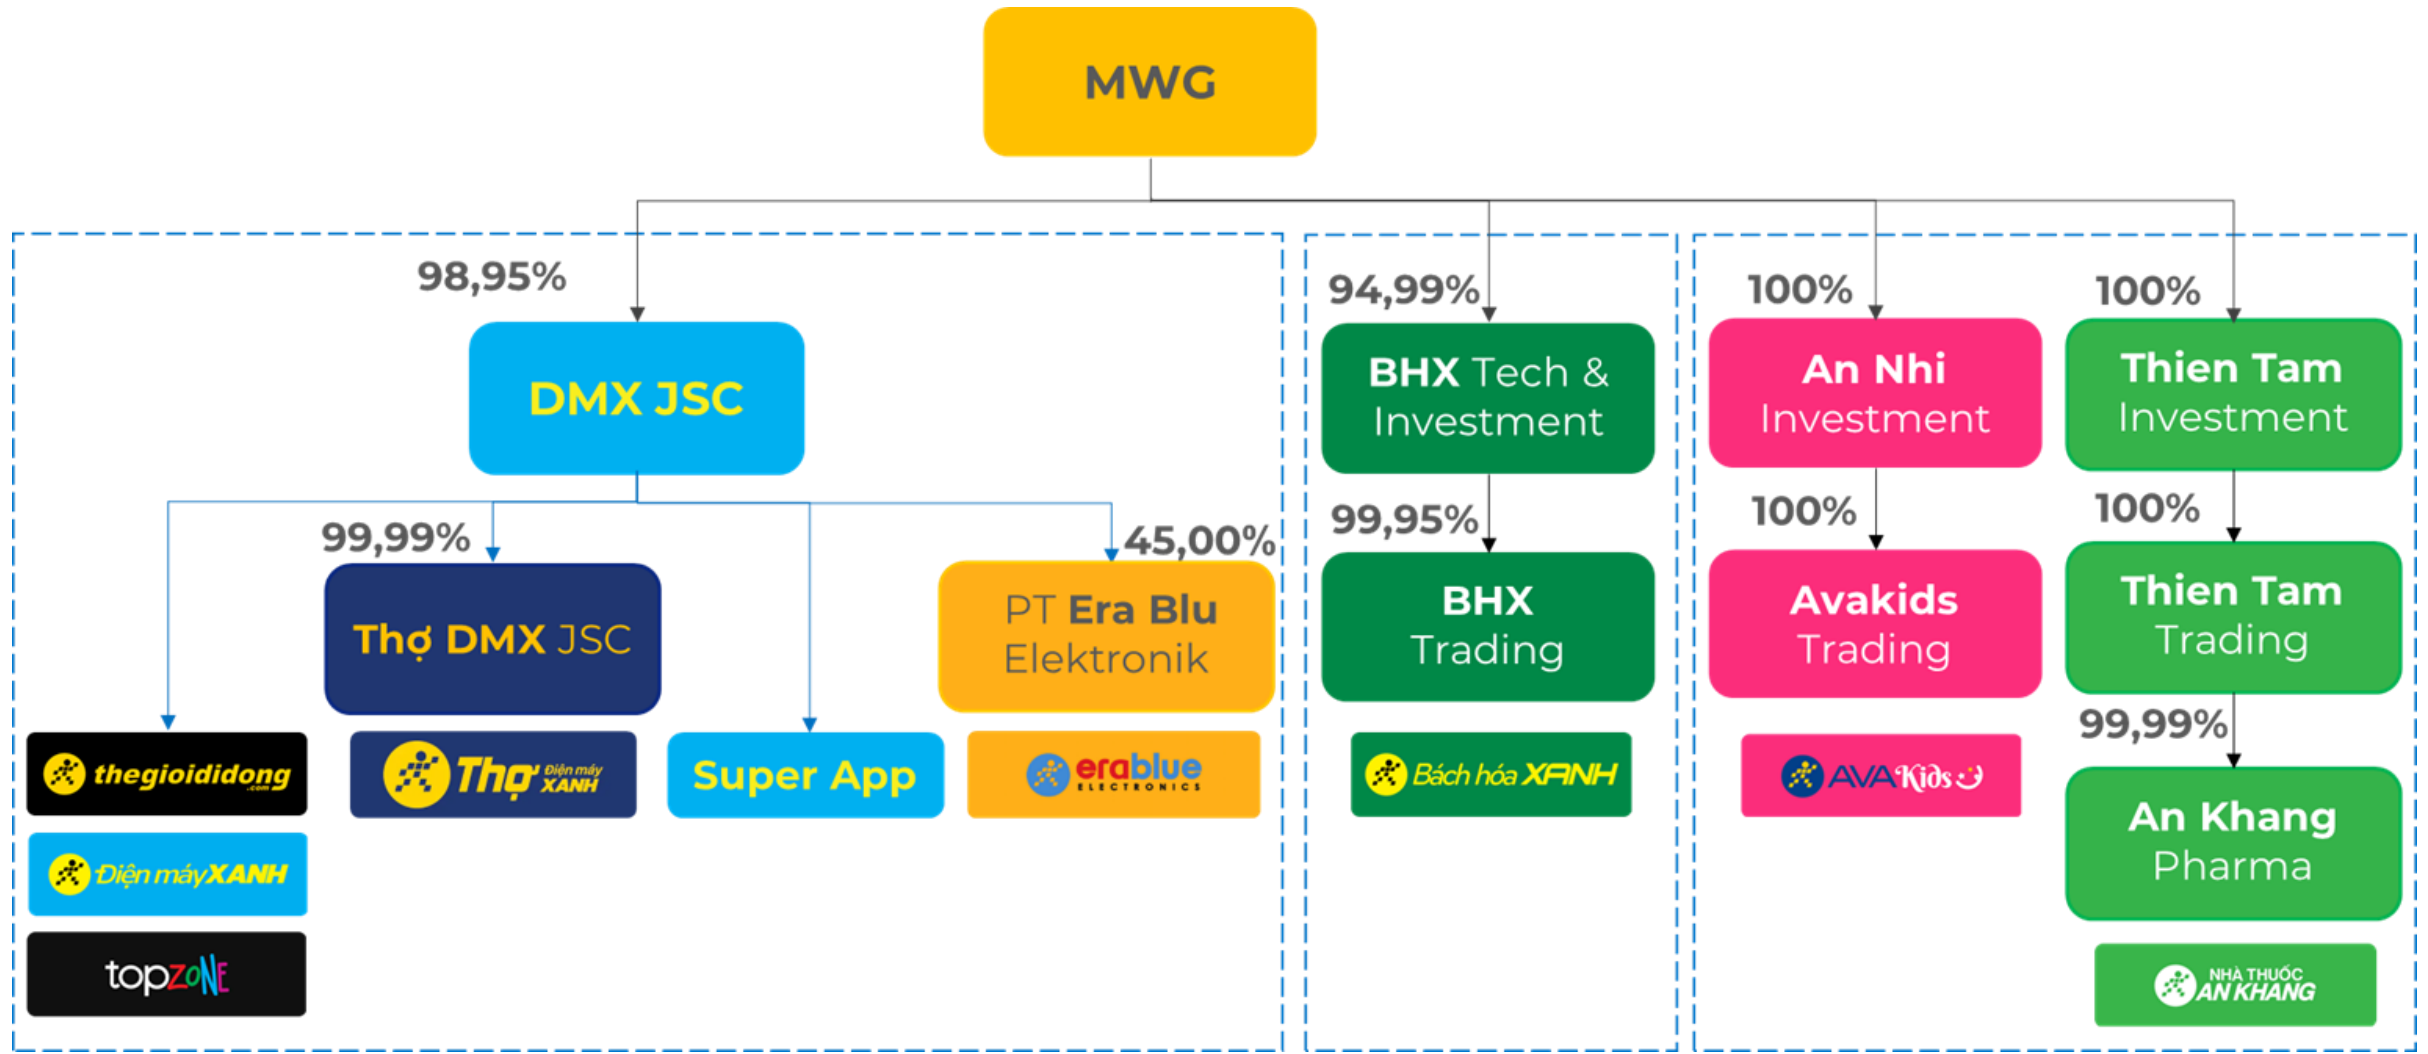 MWG
98,95%
94,99%
100%
100%
DMX JSC
BHX Tech &
Investment
An Nhi
Investment
Thien Tam
Investment
99,99%
45,00%
99,95%
100%
100%
Thợ DMX JSC
PT Era Blu
Elektronik
BHX
Trading
Avakids
Trading
Thien Tam
Trading
99,99%
thegioididong
.com
Thợ Điện máy
XANH
Super App
erablue
ELECTRONICS
Bách hóa XANH
AVAKids
An Khang
Pharma
Điện máy XANH
topzone
NHÀ THUỐC
AN KHANG